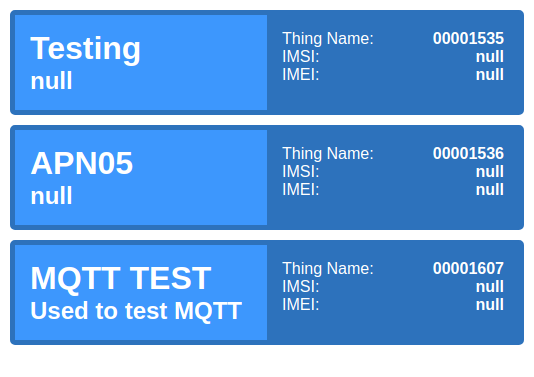 Testing
null
Thing Name: 00001535
IMSI: null
IMEI: null
APN05
null
Thing Name: 00001536
IMSI: null
IMEI: null
MQTT TEST
Used to test MQTT
Thing Name: 00001607
IMSI: null
IMEI: null